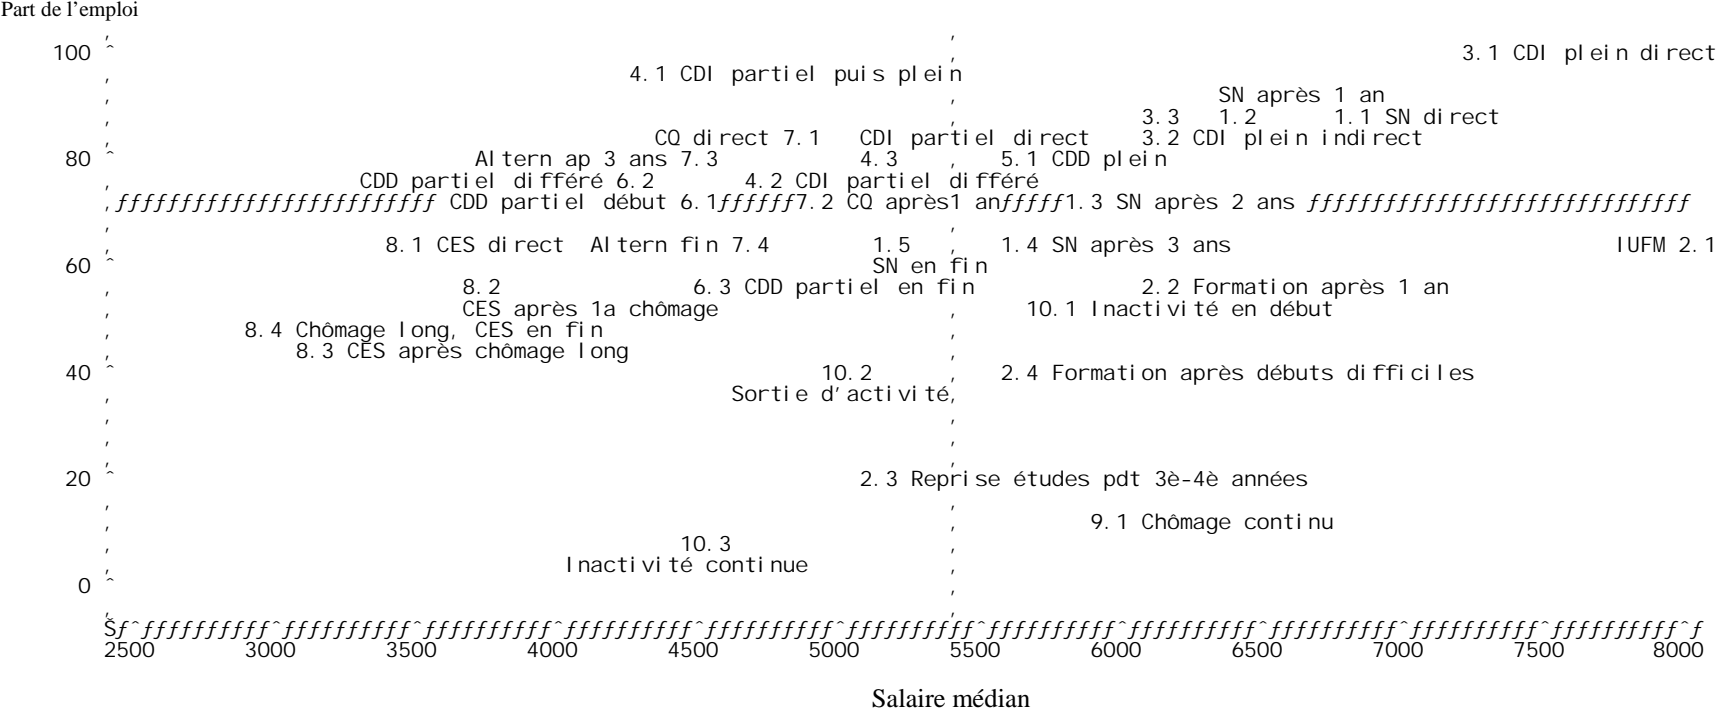 Part de l'emploi
100 ˆ 3.1 CDI plein direct
4.1 CDI partiel puis plein
SN après 1 an
3.3 1.2 1.1 SN direct
CQ direct 7.1 CDI partiel direct 3.2 CDI plein indirect
80 ˆ Altern ap 3 ans 7.3 4.3 5.1 CDD plein
CDD partiel différé 6.2 4.2 CDI partiel différé
‚ƒƒƒƒƒƒƒƒƒƒƒƒƒƒƒƒƒƒƒƒƒƒƒƒƒ CDD partiel début 6.1ƒƒƒƒƒƒ7.2 CQ après1 anƒƒƒƒƒ1.3 SN après 2 ans ƒƒƒƒƒƒƒƒƒƒƒƒƒƒƒƒƒƒƒƒƒƒƒƒƒƒƒƒƒƒ
8.1 CES direct Altern fin 7.4 1.5 1.4 SN après 3 ans IUFM 2.1
60 ˆ SN en fin
8.2 6.3 CDD partiel en fin 2.2 Formation après 1 an
CES après 1a chômage 10.1 Inactivité en début
8.4 Chômage long, CES en fin
8.3 CES après chômage long
40 ˆ 10.2 2.4 Formation après débuts difficiles
Sortie d'activité
20 ˆ 2.3 Reprise études pdt 3è-4è années
9.1 Chômage continu
10.3
Inactivité continue
0 ˆ
Šƒˆƒƒƒƒƒƒƒƒƒƒˆƒƒƒƒƒƒƒƒƒƒˆƒƒƒƒƒƒƒƒƒƒˆƒƒƒƒƒƒƒƒƒƒˆƒƒƒƒƒƒƒƒƒƒˆƒƒƒƒƒƒƒƒƒƒˆƒƒƒƒƒƒƒƒƒƒˆƒƒƒƒƒƒƒƒƒƒˆƒƒƒƒƒƒƒƒƒƒˆƒƒƒƒƒƒƒƒƒƒˆƒ
2500 3000 3500 4000 4500 5000 5500 6000 6500 7000 7500 8000
Salaire médian